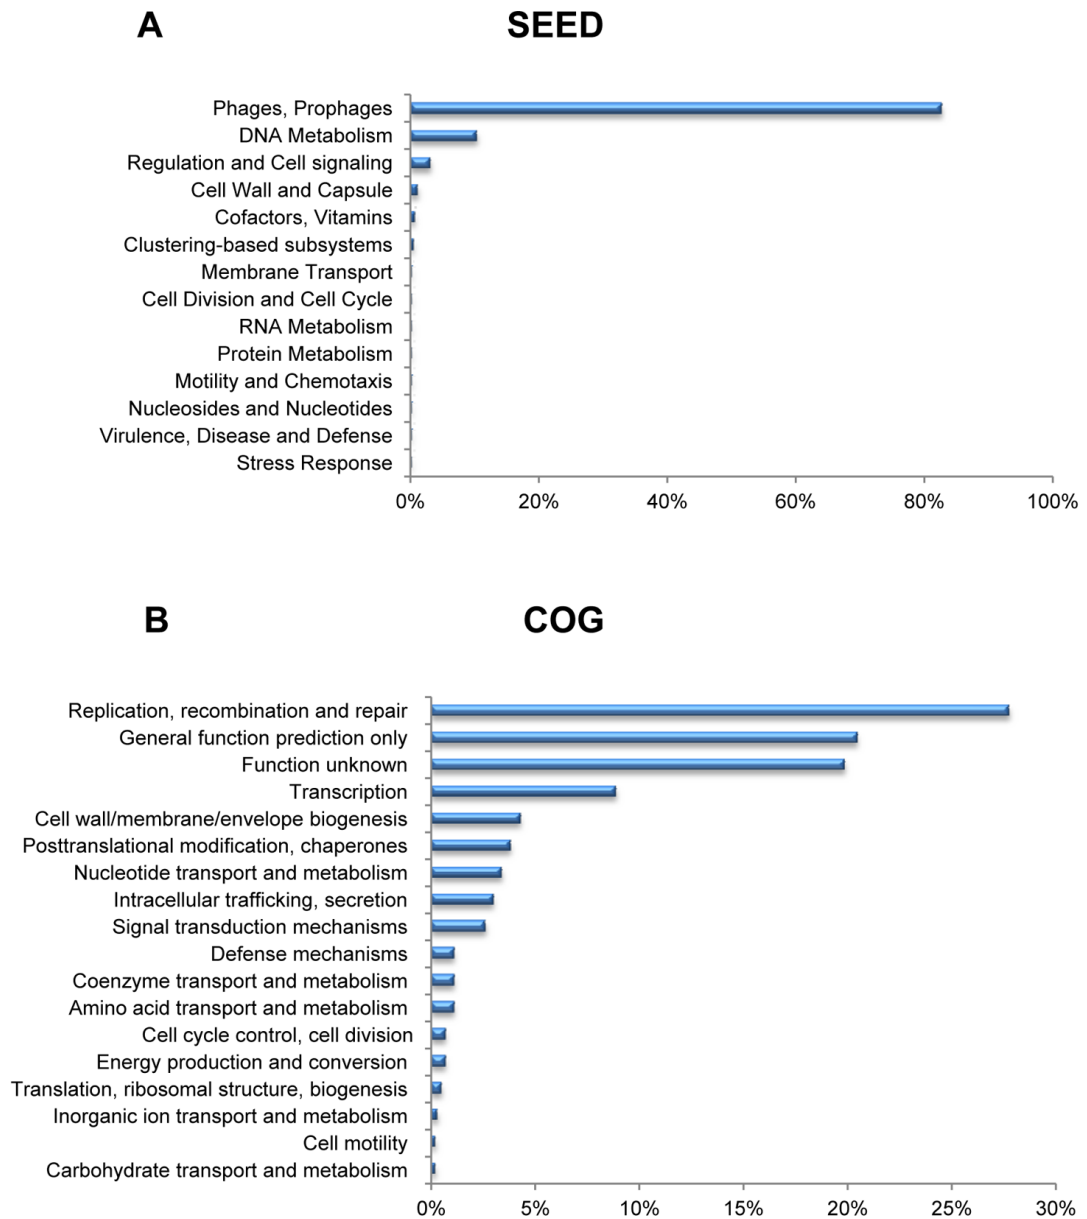 A SEED
Phages, Prophages
DNA Metabolism
Regulation and Cell signaling
Cell Wall and Capsule
Cofactors, Vitamins
Clustering-based subsystems
Membrane Transport
Cell Division and Cell Cycle
RNA Metabolism
Protein Metabolism
Motility and Chemotaxis
Nucleosides and Nucleotides
Virulence, Disease and Defense
Stress Response
0% 20% 40% 60% 80% 100%
B COG
Replication, recombination and repair
General function prediction only
Function unknown
Transcription
Cell wall/membrane/envelope biogenesis
Posttranslational modification, chaperones
Nucleotide transport and metabolism
Intracellular trafficking, secretion
Signal transduction mechanisms
Defense mechanisms
Coenzyme transport and metabolism
Amino acid transport and metabolism
Cell cycle control, cell division
Energy production and conversion
Translation, ribosomal structure, biogenesis
Inorganic ion transport and metabolism
Cell motility
Carbohydrate transport and metabolism
0% 5% 10% 15% 20% 25% 30%